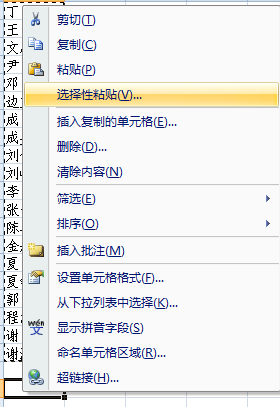 丁
剪切(T)
王
复制(C)
文
粘贴(P)
尹
邓
选择性粘贴(V)...
边
成
插入复制的单元格(E)...
成
删除(D)...
刘
清除内容(N)
刘
李
筛选(E)
张
排序(O)
陈
金
插入批注(M)
夏
夏
设置单元格格式(F)...
郭
从下拉列表中选择(K)...
程
wén
文
显示拼音字段(S)
谢
命名单元格区域(R)...
谢
超链接(H)...